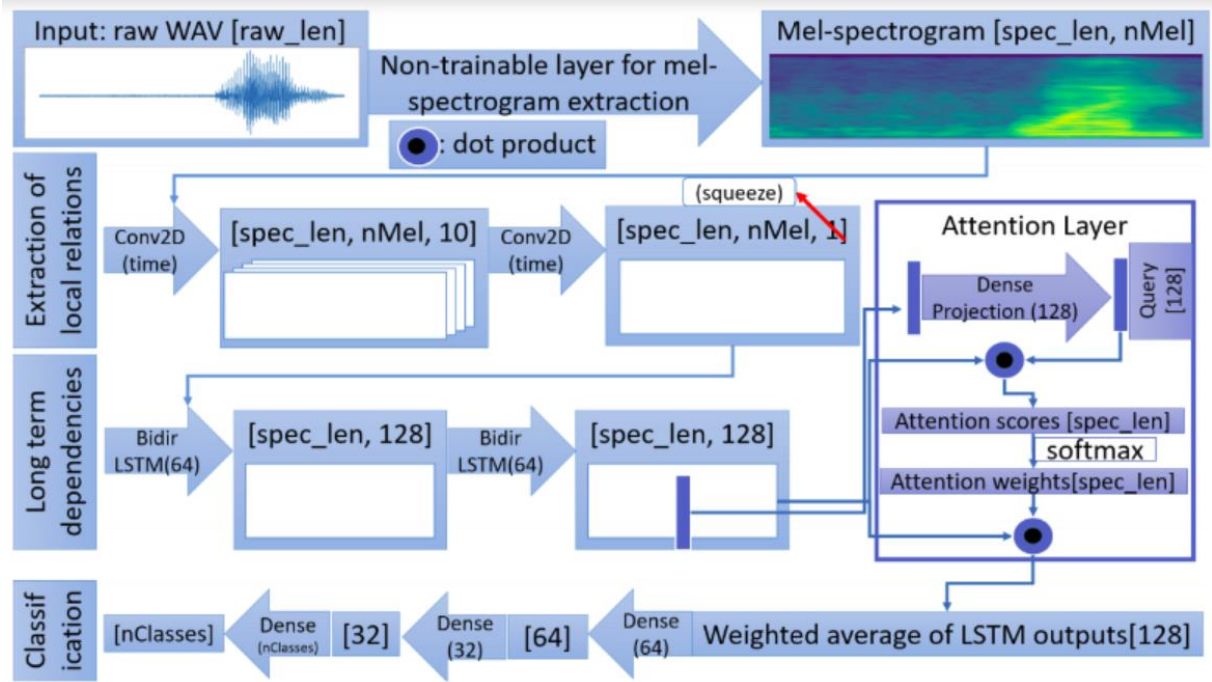 Input: raw WAV [raw_len]
Non-trainable layer for mel-
spectrogram extraction
Mel-spectrogram [spec_len, nMel]
: dot product
Extraction of
local relations
Conv2D
(time)
[spec_len, nMel, 10]
Conv2D
(time)
(squeeze)
[spec_len, nMel, 1]
Attention Layer
Dense
Projection (128)
Query
[128]
Attention scores [spec_len]
softmax
Attention weights[spec_len]
Long term
dependencies
Bidir
LSTM(64)
[spec_len, 128]
Bidir
LSTM(64)
[spec_len, 128]
Classif
ication
[nClasses]
Dense
(nClasses)
[32]
Dense
(32)
[64]
Dense
(64)
Weighted average of LSTM outputs[128]